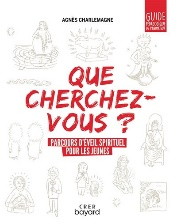 AGNÈS CHARLEMAGNE
GUIDE
QUE
CHERCHEZ-
VOUS ?
PARCOURS D'ÉVEIL SPIRITUEL
POUR LES JEUNES
CRER
bayard